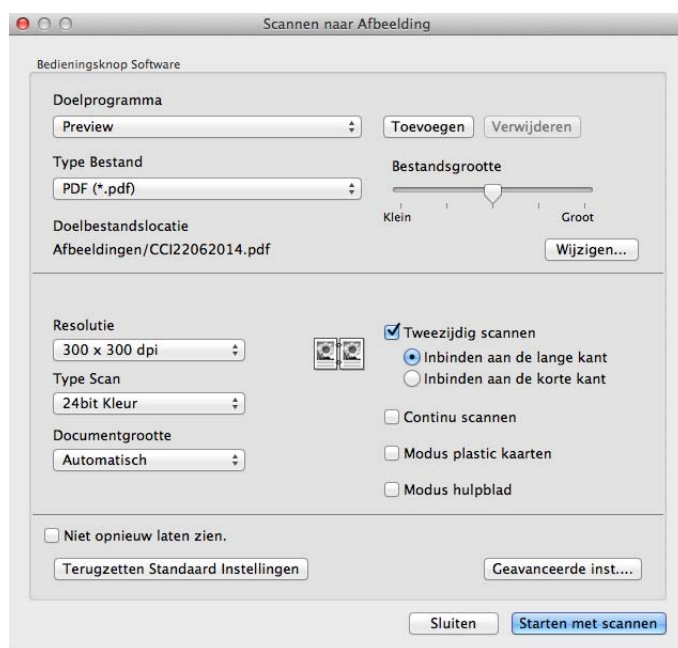 Scannen naar Afbeelding
Bedieningsknop Software
Doelprogramma
Preview
Toevoegen
Verwijderen
Type Bestand
PDF (*.pdf)
Bestandsgrootte
Klein
Groot
Doelbestandslocatie
Afbeeldingen/CCI22062014.pdf
Wijzigen...
Resolutie
300 x 300 dpi
Type Scan
24bit Kleur
Documentgrootte
Automatisch
Tweezijdig scannen
Inbinden aan de lange kant
Inbinden aan de korte kant
Continu scannen
Modus plastic kaarten
Modus hulpblad
Niet opnieuw laten zien.
Terugzetten Standaard Instellingen
Geavanceerde inst....
Sluiten
Starten met scannen